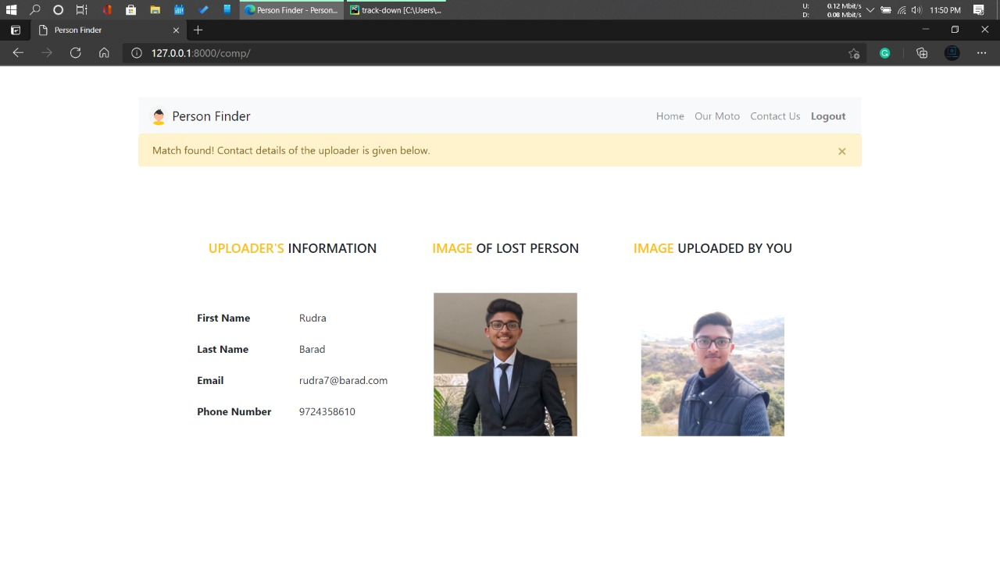 Person Finder - Person...
track-down [C:\Users\...
U: 0.12 Mbit/s
D: 0.08 Mbit/s
11:50 PM
Person Finder
127.0.0.1:8000/comp/
Person Finder
Home
Our Moto
Contact Us
Logout
Match found! Contact details of the uploader is given below.
×
UPLOADER'S INFORMATION
IMAGE OF LOST PERSON
IMAGE UPLOADED BY YOU
First Name Rudra
Last Name Barad
Email rudra7@barad.com
Phone Number 9724358610